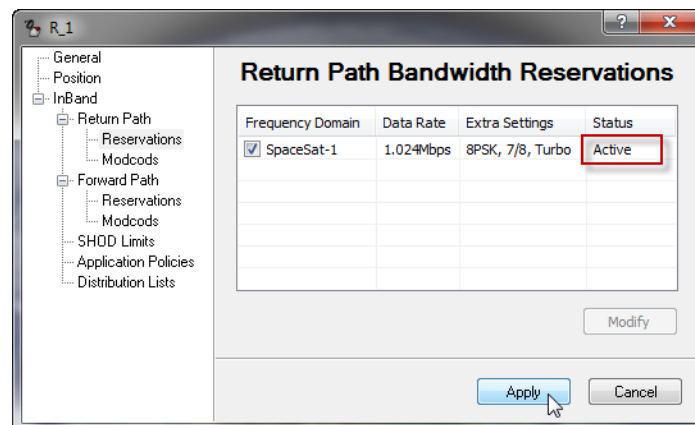 R_1
General
Position
InBand
Return Path
Reservations
Modcods
Forward Path
Reservations
Modcods
SHOD Limits
Application Policies
Distribution Lists
Return Path Bandwidth Reservations
Frequency Domain Data Rate Extra Settings Status
SpaceSat-1 1.024Mbps 8PSK, 7/8, Turbo Active
Modify
Apply Cancel